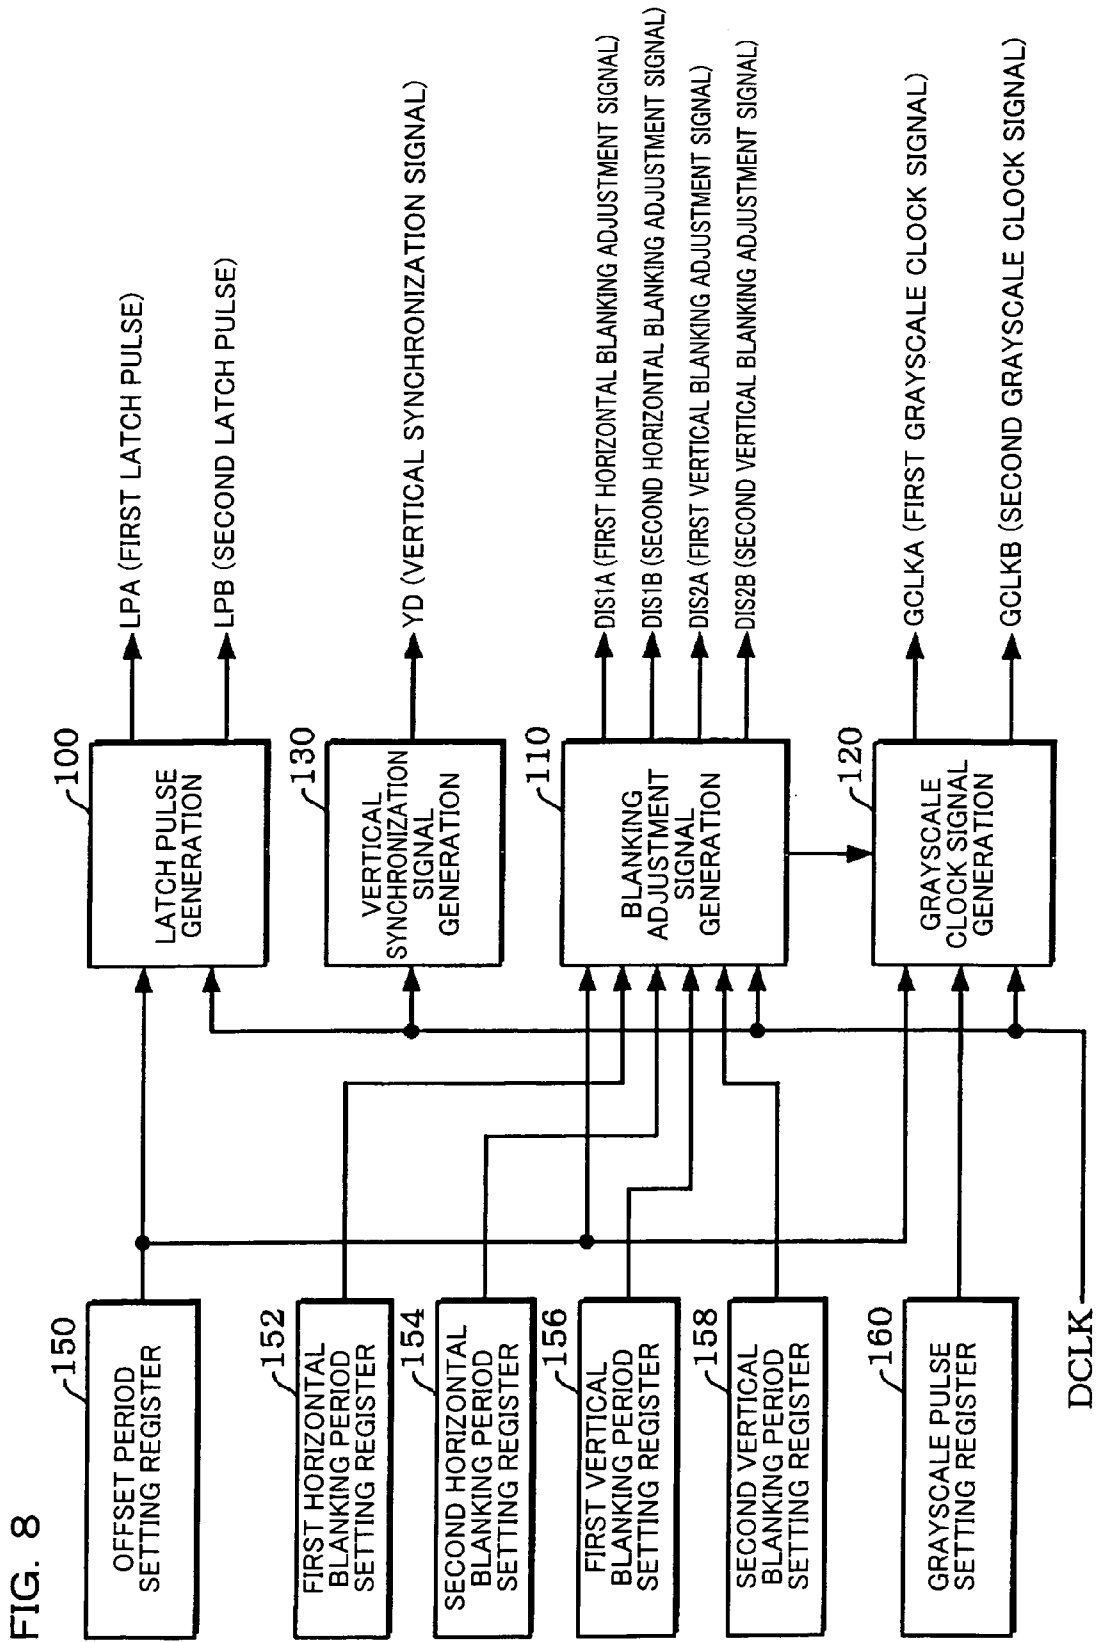 FIG. 8
150
OFFSET PERIOD
SETTING REGISTER
152
FIRST HORIZONTAL
BLANKING PERIOD
SETTING REGISTER
154
SECOND HORIZONTAL
BLANKING PERIOD
SETTING REGISTER
156
FIRST VERTICAL
BLANKING PERIOD
SETTING REGISTER
158
SECOND VERTICAL
BLANKING PERIOD
SETTING REGISTER
160
GRAYSCALE PULSE
SETTING REGISTER
DCLK
100
LATCH PULSE
GENERATION
130
VERTICAL
SYNCHRONIZATION
SIGNAL
GENERATION
110
BLANKING
ADJUSTMENT
SIGNAL
GENERATION
120
GRAYSCALE
CLOCK SIGNAL
GENERATION
LPA (FIRST LATCH PULSE)
LPB (SECOND LATCH PULSE)
YD (VERTICAL SYNCHRONIZATION SIGNAL)
DIS1A (FIRST HORIZONTAL BLANKING ADJUSTMENT SIGNAL)
DIS1B (SECOND HORIZONTAL BLANKING ADJUSTMENT SIGNAL)
DIS2A (FIRST VERTICAL BLANKING ADJUSTMENT SIGNAL)
DIS2B (SECOND VERTICAL BLANKING ADJUSTMENT SIGNAL)
GCLKA (FIRST GRAYSCALE CLOCK SIGNAL)
GCLKB (SECOND GRAYSCALE CLOCK SIGNAL)